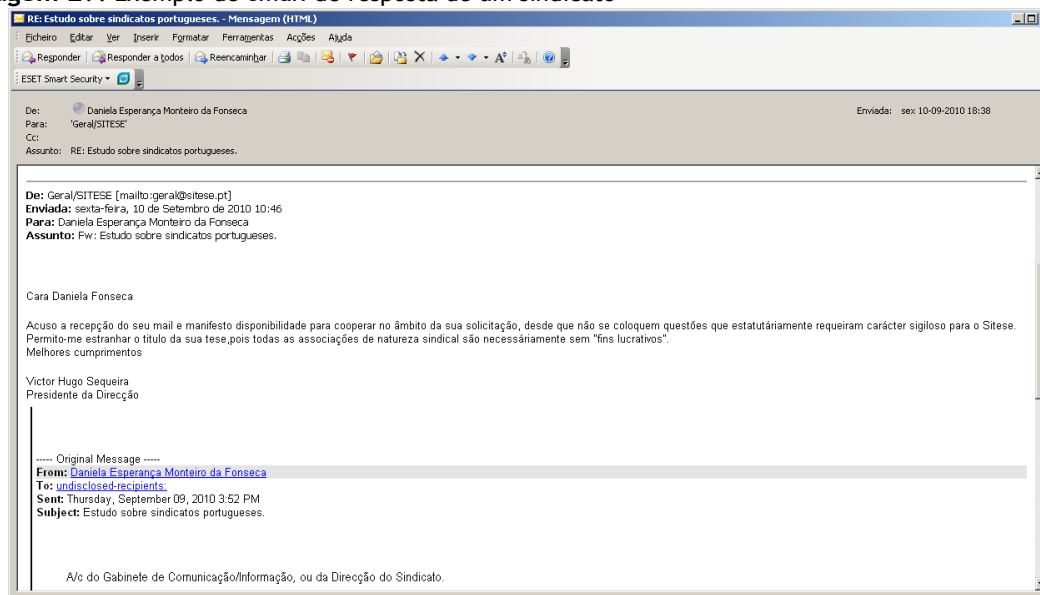 RE: Estudo sobre sindicatos portugueses. - Mensagem (HTML)
Ficheiro Editar Ver Inserir Formatar Ferramentas Acções Ajuda
Responder Responder a todos Reencaminhar
ESET Smart Security
De: Daniela Esperança Monteiro da Fonseca Enviada: sex 10-09-2010 18:38
Para: 'Geral/SITESE'
Cc:
Assunto: RE: Estudo sobre sindicatos portugueses.
De: Geral/SITESE [mailto:geral@sitese.pt]
Enviada: sexta-feira, 10 de Setembro de 2010 10:46
Para: Daniela Esperança Monteiro da Fonseca
Assunto: Fw: Estudo sobre sindicatos portugueses.
Cara Daniela Fonseca
Acuso a recepção do seu mail e manifesto disponibilidade para cooperar no âmbito da sua solicitação, desde que não se coloquem questões que estatutáriamente requeiram carácter sigiloso para o Sitese.
Permito-me estranhar o titulo da sua tese,pois todas as associações de natureza sindical são necessáriamente sem "fins lucrativos".
Melhores cumprimentos
Victor Hugo Sequeira
Presidente da Direcção
----- Original Message -----
From: Daniela Esperança Monteiro da Fonseca
To: undisclosed-recipients:
Sent: Thursday, September 09, 2010 3:52 PM
Subject: Estudo sobre sindicatos portugueses.
A/c do Gabinete de Comunicação/Informação, ou da Direcção do Sindicato.